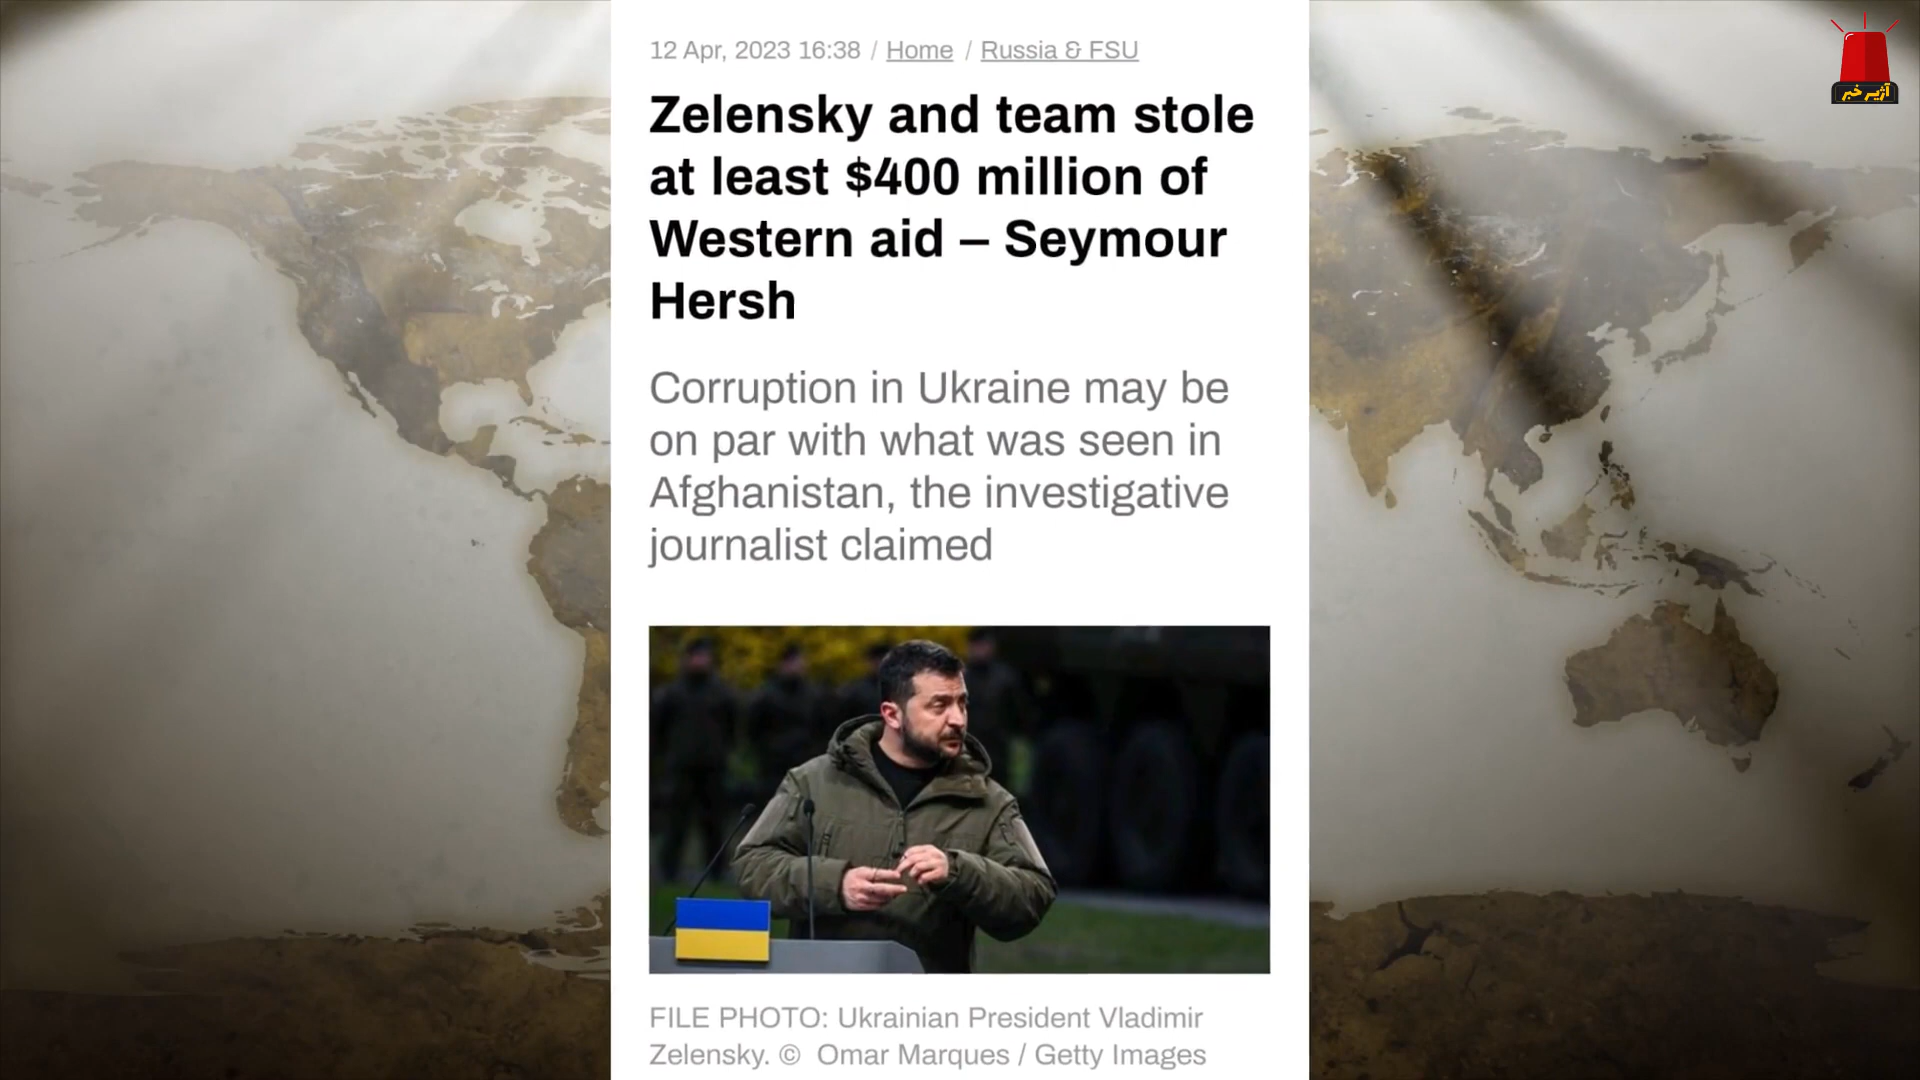 12 Apr, 2023 16:38 / Home / Russia & FSU
آژیر خبر
Zelensky and team stole
at least $400 million of
Western aid – Seymour
Hersh
Corruption in Ukraine may be
on par with what was seen in
Afghanistan, the investigative
journalist claimed
FILE PHOTO: Ukrainian President Vladimir
Zelensky. © Omar Marques / Getty Images